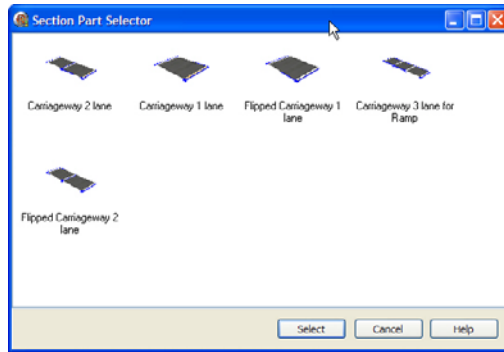 Section Part Selector
Carriageway 2 lane
Carriageway 1 lane
Flipped Carriageway 1
lane
Carriageway 3 lane for
Ramp
Flipped Carriageway 2
lane
Select
Cancel
Help